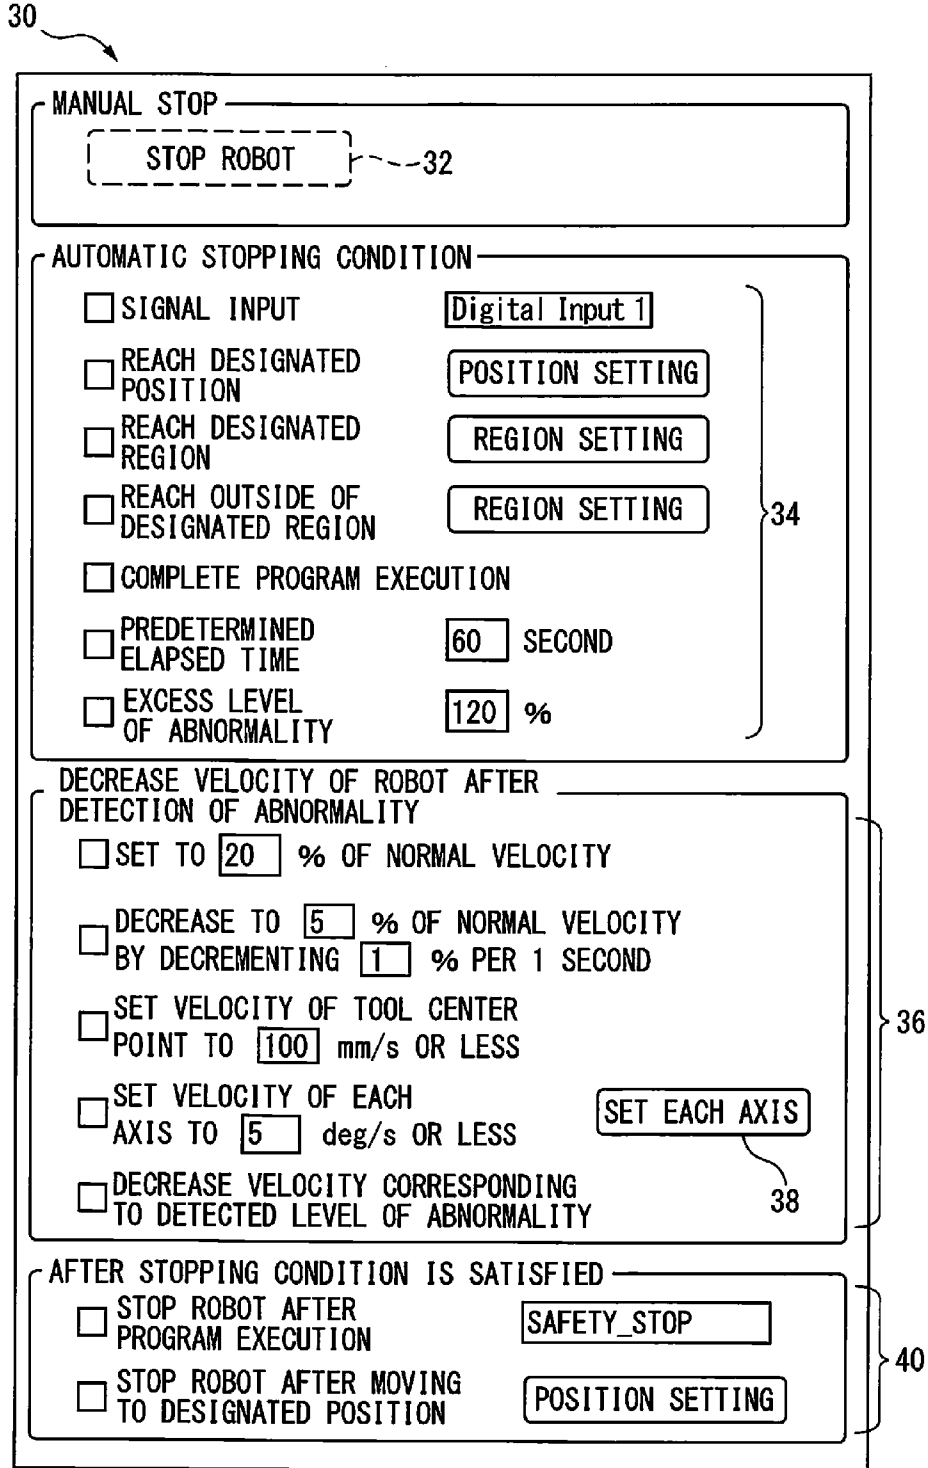 30
MANUAL STOP
STOP ROBOT
32
AUTOMATIC STOPPING CONDITION
SIGNAL INPUT Digital Input 1
REACH DESIGNATED
POSITION
POSITION SETTING
REACH DESIGNATED
REGION
REGION SETTING
REACH OUTSIDE OF
DESIGNATED REGION
REGION SETTING
34
COMPLETE PROGRAM EXECUTION
PREDETERMINED
ELAPSED TIME
60 SECOND
EXCESS LEVEL
OF ABNORMALITY
120 %
DECREASE VELOCITY OF ROBOT AFTER
DETECTION OF ABNORMALITY
SET TO 20 % OF NORMAL VELOCITY
DECREASE TO 5 % OF NORMAL VELOCITY
BY DECREMENTING 1 % PER 1 SECOND
SET VELOCITY OF TOOL CENTER
POINT TO 100 mm/s OR LESS
36
SET VELOCITY OF EACH
AXIS TO 5 deg/s OR LESS
SET EACH AXIS
38
DECREASE VELOCITY CORRESPONDING
TO DETECTED LEVEL OF ABNORMALITY
AFTER STOPPING CONDITION IS SATISFIED
STOP ROBOT AFTER
PROGRAM EXECUTION
SAFETY_STOP
40
STOP ROBOT AFTER MOVING
TO DESIGNATED POSITION
POSITION SETTING